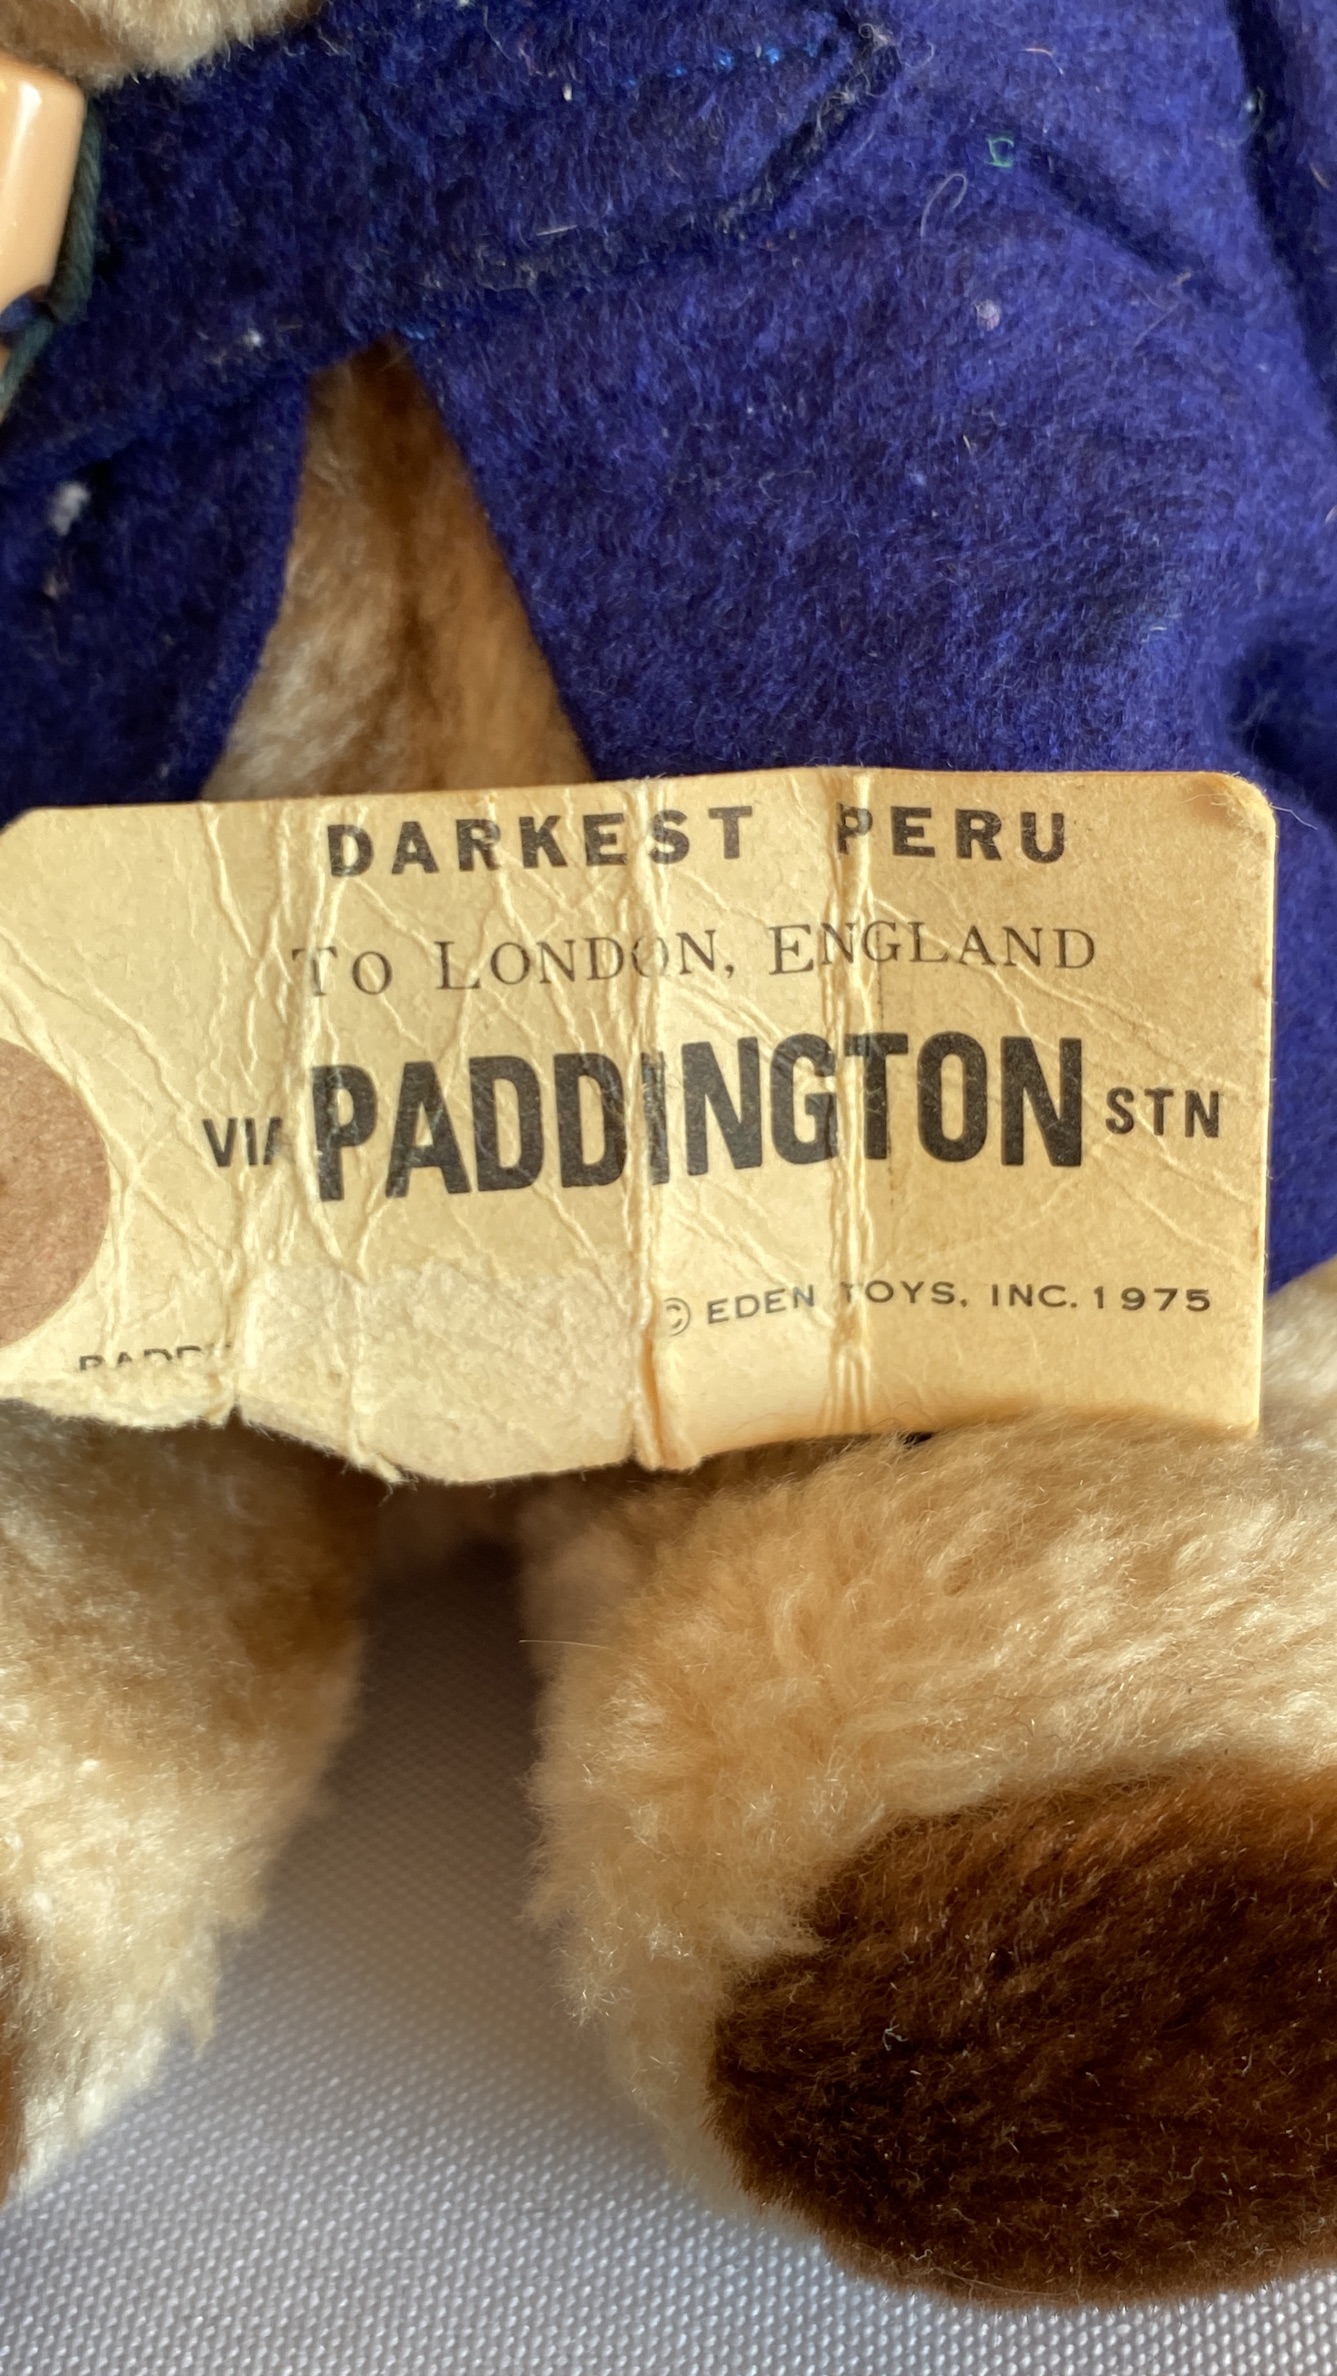 DARKEST PERU
TO LONDON, ENGLAND
VIA PADDINGTON STN
© EDEN TOYS, INC. 1975